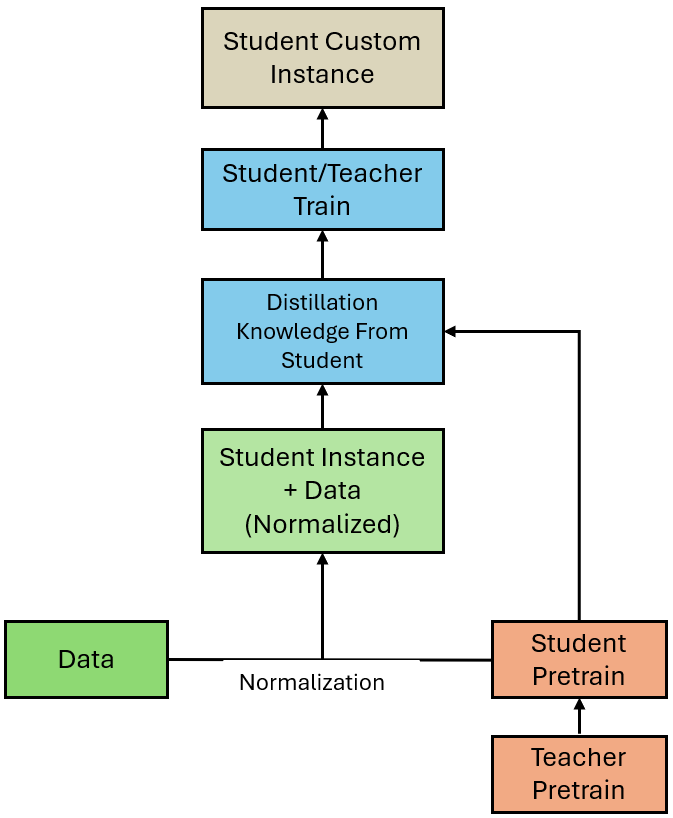 Student Custom
Instance
Student/Teacher
Train
Distillation
Knowledge From
Student
Student Instance
+ Data
(Normalized)
Data
Normalization
Student
Pretrain
Teacher
Pretrain